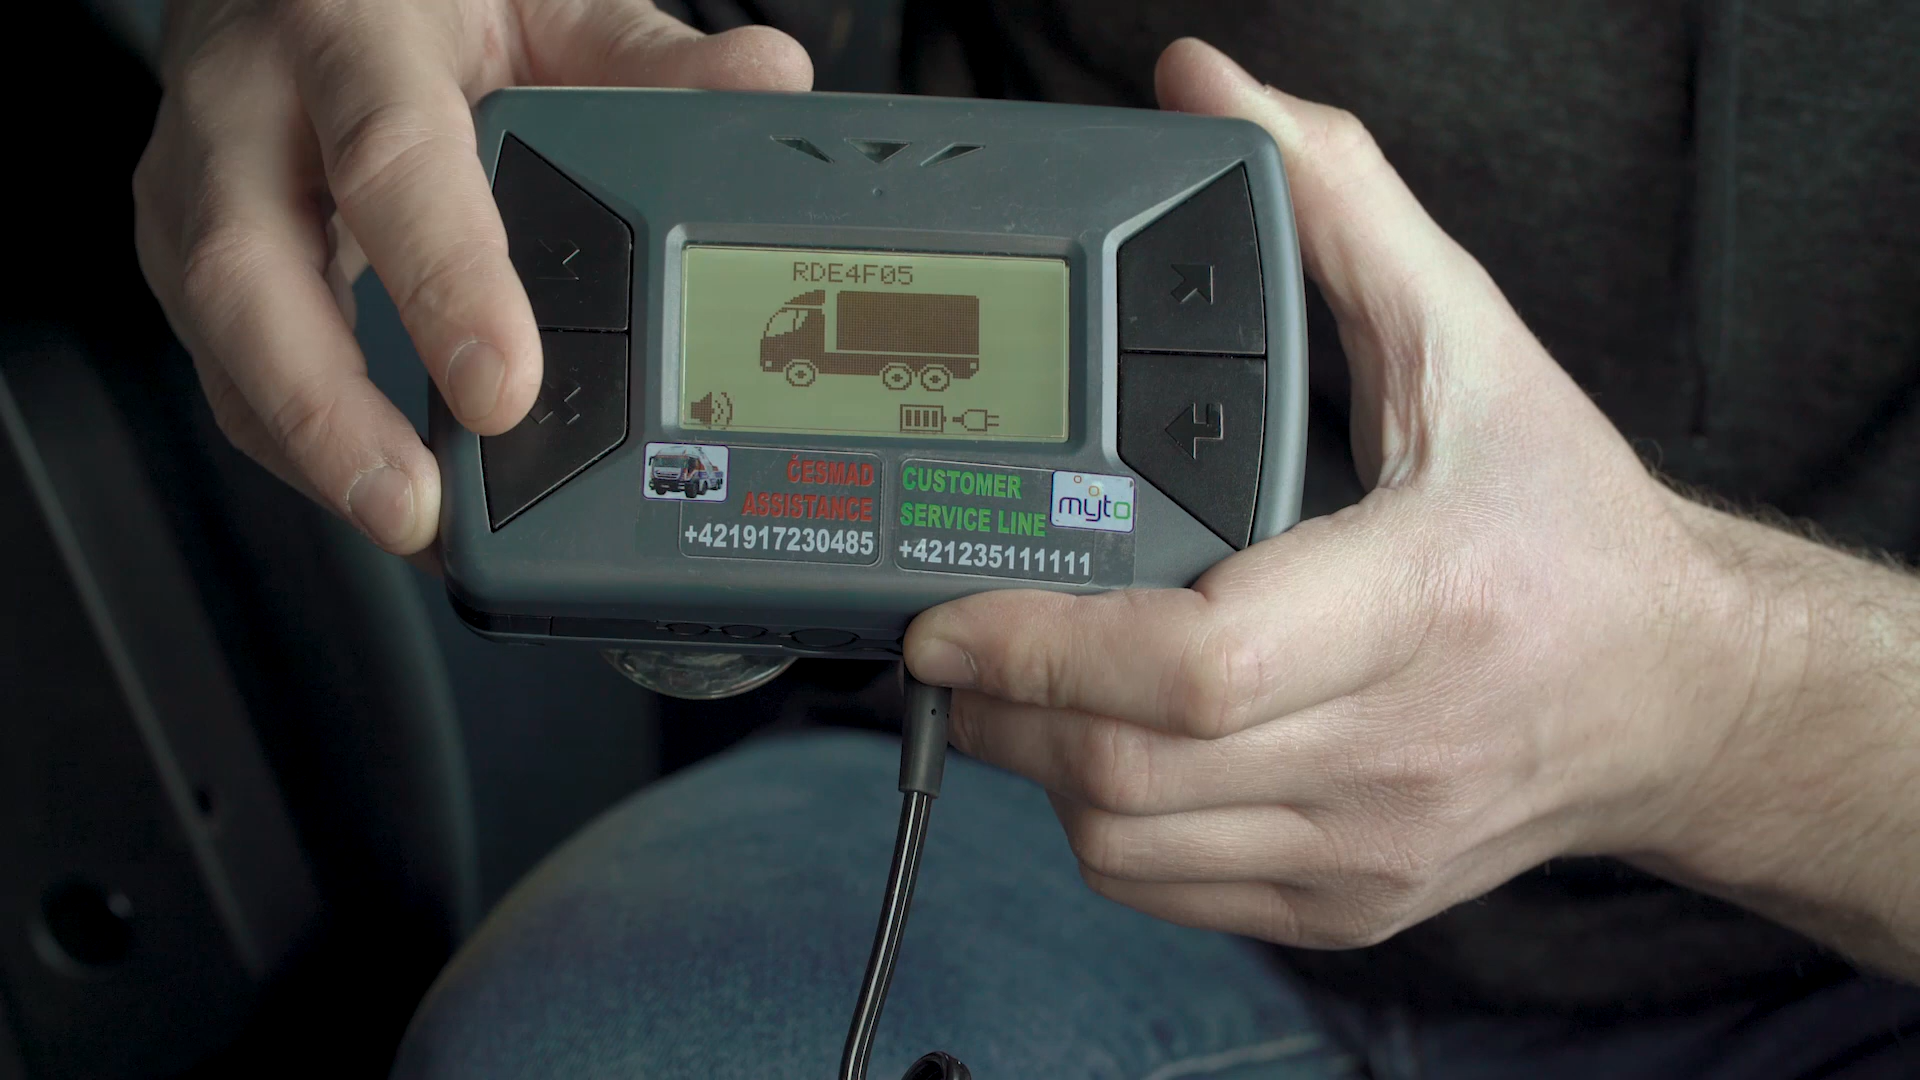 RDE4F05
ČESMAD
ASSISTANCE
+421917230485
CUSTOMER
SERVICE LINE
+421235111111
myto